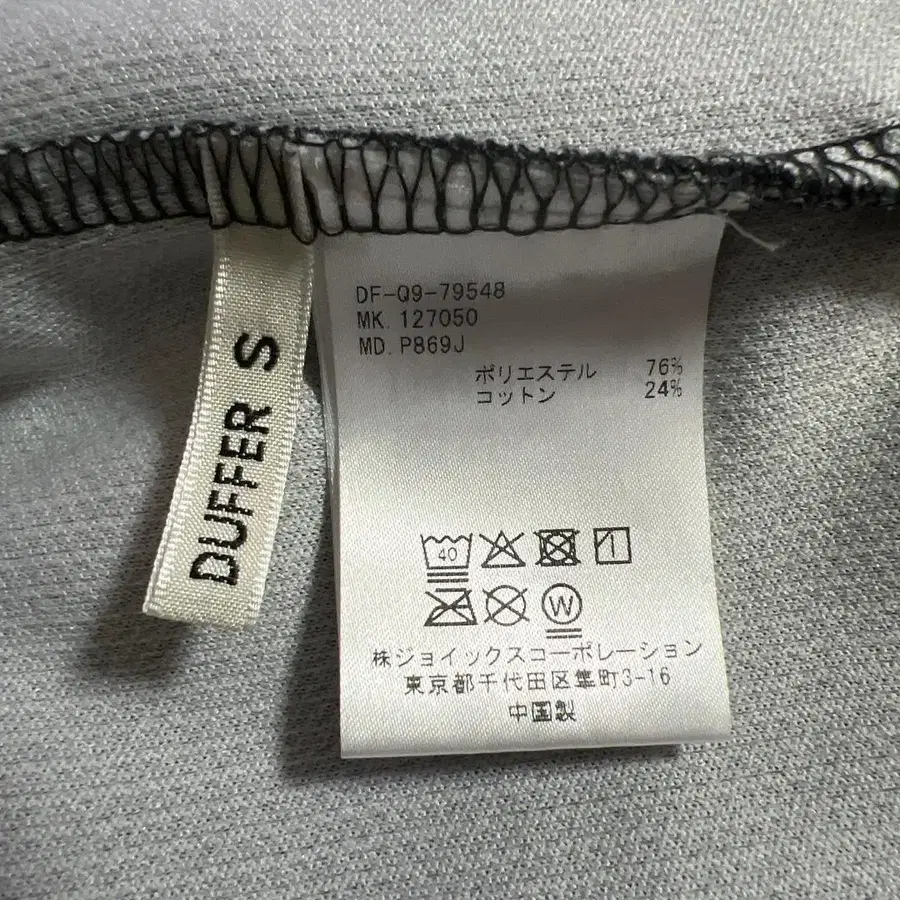 DUFFER S
DF-Q9-79548
MK. 127050
MD. P869J
ポリエステル 76%
コットン 24%
40
W
株ジョイックスコーポレーション
東京都千代田区隼町3-16
中国製